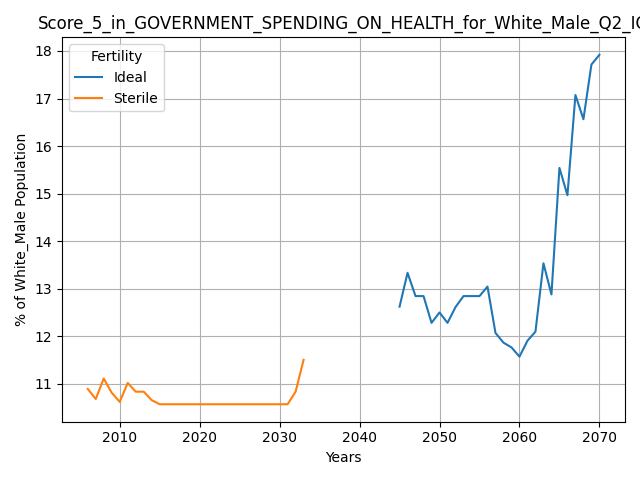 Score_5_in_GOVERNMENT_SPENDING_ON_HEALTH_for_White_Male_Q2_IQ
Fertility
Ideal
Sterile
18
17
16
15
14
13
12
11
% of White_Male Population
2010
2020
2030
2040
2050
2060
2070
Years